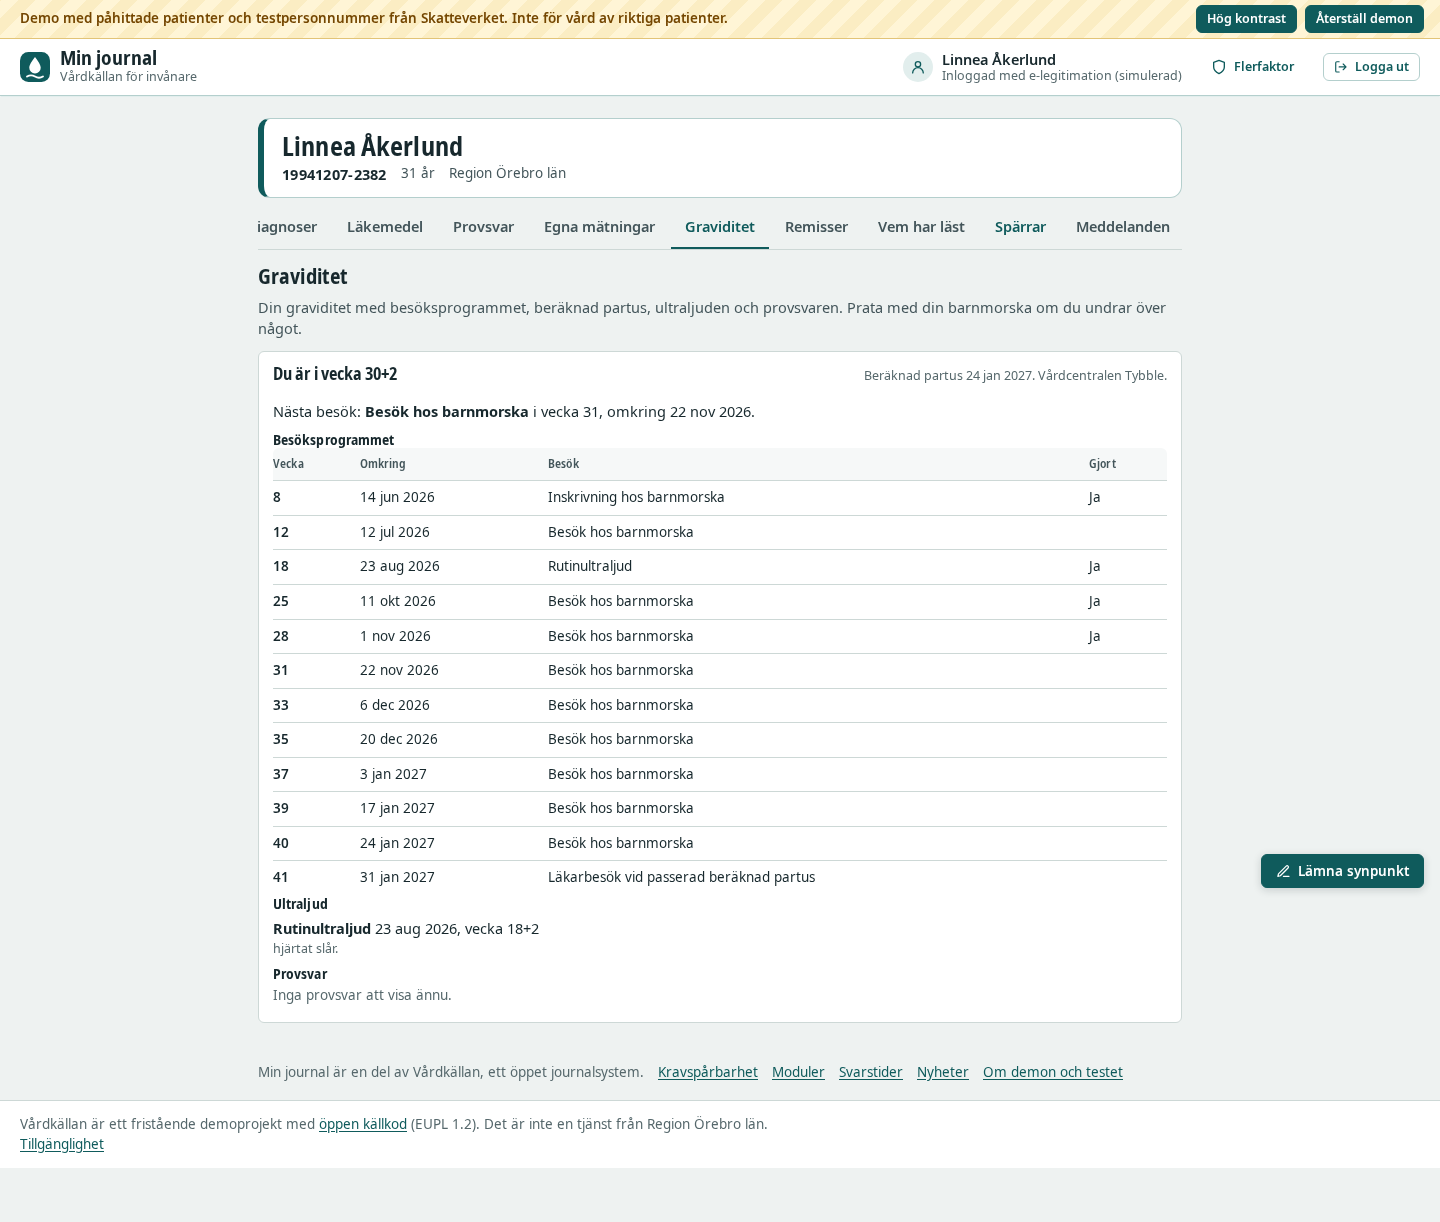 Demo med påhittade patienter och testpersonnummer från Skatteverket. Inte för vård av riktiga patienter.
Hög kontrast
Återställ demon
Min journal
Vårdkällan för invånare
Linnea Åkerlund
Inloggad med e-legitimation (simulerad)
Flerfaktor
Logga ut
Linnea Åkerlund
19941207-2382 31 år Region Örebro län
iagnoser Läkemedel Provsvar Egna mätningar Graviditet Remisser Vem har läst Spärrar Meddelanden
Graviditet
Din graviditet med besöksprogrammet, beräknad partus, ultraljuden och provsvaren. Prata med din barnmorska om du undrar över
något.
Du är i vecka 30+2
Beräknad partus 24 jan 2027. Vårdcentralen Tybble.
Nästa besök: Besök hos barnmorska i vecka 31, omkring 22 nov 2026.
Besöksprogrammet
Vecka Omkring Besök Gjort
8 14 jun 2026 Inskrivning hos barnmorska Ja
12 12 jul 2026 Besök hos barnmorska
18 23 aug 2026 Rutinultraljud Ja
25 11 okt 2026 Besök hos barnmorska Ja
28 1 nov 2026 Besök hos barnmorska Ja
31 22 nov 2026 Besök hos barnmorska
33 6 dec 2026 Besök hos barnmorska
35 20 dec 2026 Besök hos barnmorska
37 3 jan 2027 Besök hos barnmorska
39 17 jan 2027 Besök hos barnmorska
40 24 jan 2027 Besök hos barnmorska
41 31 jan 2027 Läkarbesök vid passerad beräknad partus
Lämna synpunkt
Ultraljud
Rutinultraljud 23 aug 2026, vecka 18+2
hjärtat slår.
Provsvar
Inga provsvar att visa ännu.
Min journal är en del av Vårdkällan, ett öppet journalsystem. Kravspårbarhet Moduler Svarstider Nyheter Om demon och testet
Vårdkällan är ett fristående demoprojekt med öppen källkod (EUPL 1.2). Det är inte en tjänst från Region Örebro län.
Tillgänglighet